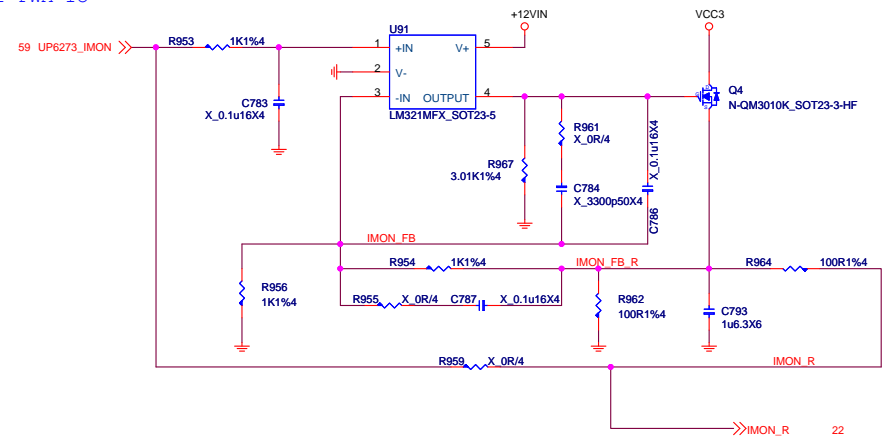 +12VIN
VCC3
U91
59 UP6273_IMON
R953
1K1%4
1
+IN
V+
5
2
V-
3
-IN
OUTPUT
4
LM321MFX_SOT23-5
C783
X_0.1u16X4
Q4
N-QM3010K_SOT23-3-HF
R961
X_0R/4
X_0.1u16X4
R967
3.01K1%4
C784
X_3300p50X4
C786
IMON_FB
R954
1K1%4
IMON_FB_R
R964
100R1%4
R956
1K1%4
R955
X_0R/4
C787
X_0.1u16X4
R962
100R1%4
C793
1u6.3X6
R959
X_0R/4
IMON_R
IMON_R
22